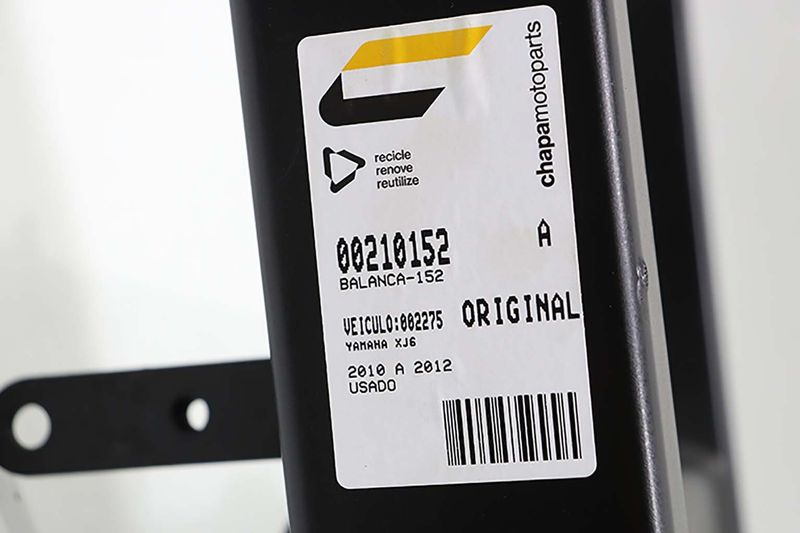 chapamotoparts
recicle
renove
reutilize
00210152
A
BALANCA-152
VEICULO:002275
ORIGINAL
YAMAHA XJ6
2010 A 2012
USADO